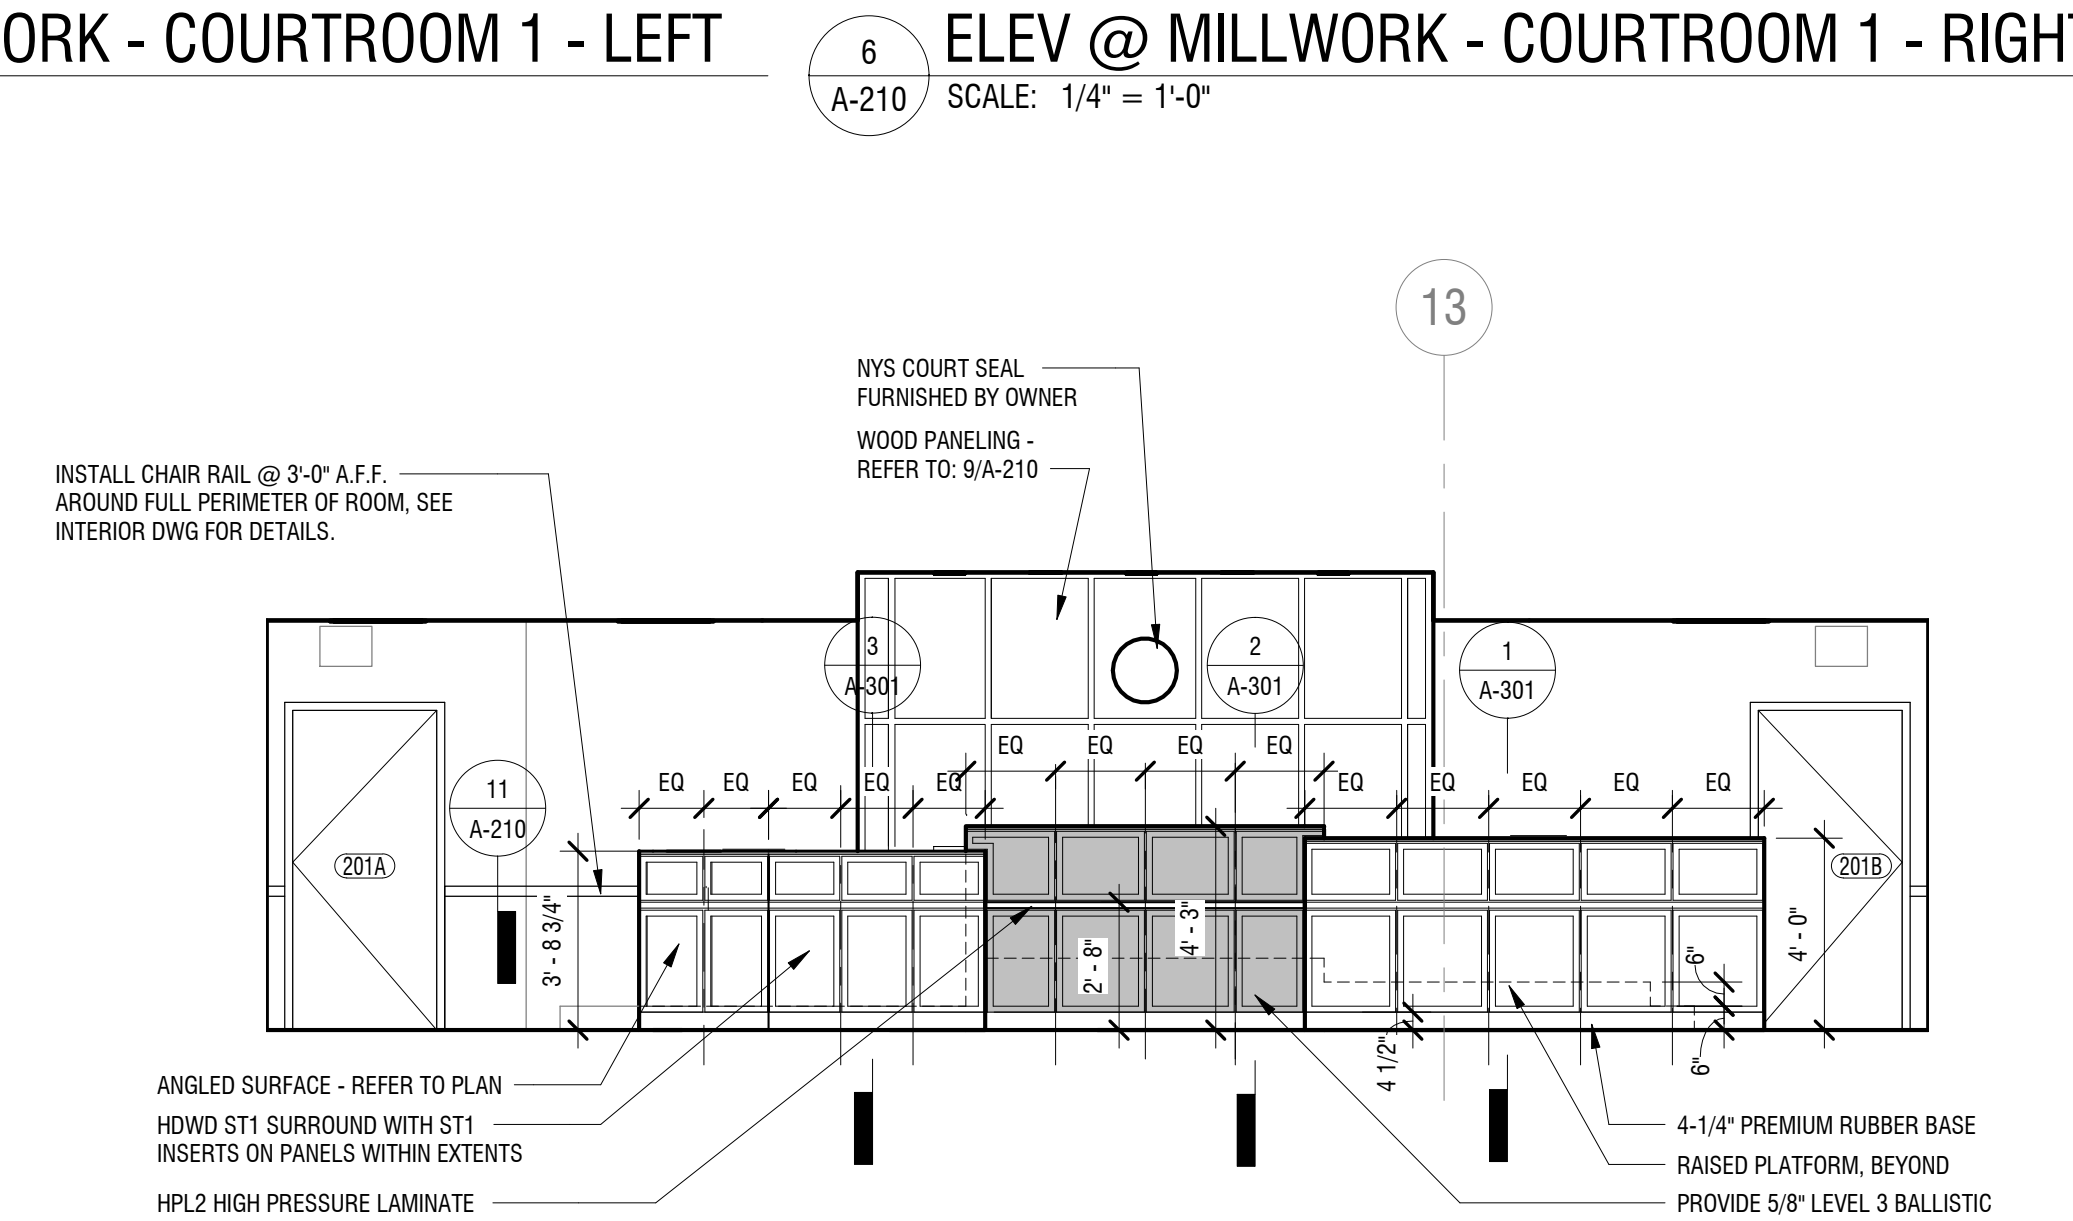 ORK - COURTROOM 1 - LEFT
6
A-210
ELEV @ MILLWORK - COURTROOM 1 - RIGHT
SCALE: 1/4" = 1'-0"
13
NYS COURT SEAL
FURNISHED BY OWNER
WOOD PANELING -
REFER TO: 9/A-210
INSTALL CHAIR RAIL @ 3'-0" A.F.F.
AROUND FULL PERIMETER OF ROOM, SEE
INTERIOR DWG FOR DETAILS.
3
A-301
2
A-301
1
A-301
11
A-210
EQ EQ EQ EQ
EQ EQ EQ EQ EQ
EQ EQ EQ EQ EQ
201A
201B
3' - 8 3/4"
2' - 8"
4' - 3"
4' - 0"
6"
6"
4 1/2"
ANGLED SURFACE - REFER TO PLAN
HDWD ST1 SURROUND WITH ST1
INSERTS ON PANELS WITHIN EXTENTS
HPL2 HIGH PRESSURE LAMINATE
4-1/4" PREMIUM RUBBER BASE
RAISED PLATFORM, BEYOND
PROVIDE 5/8" LEVEL 3 BALLISTIC